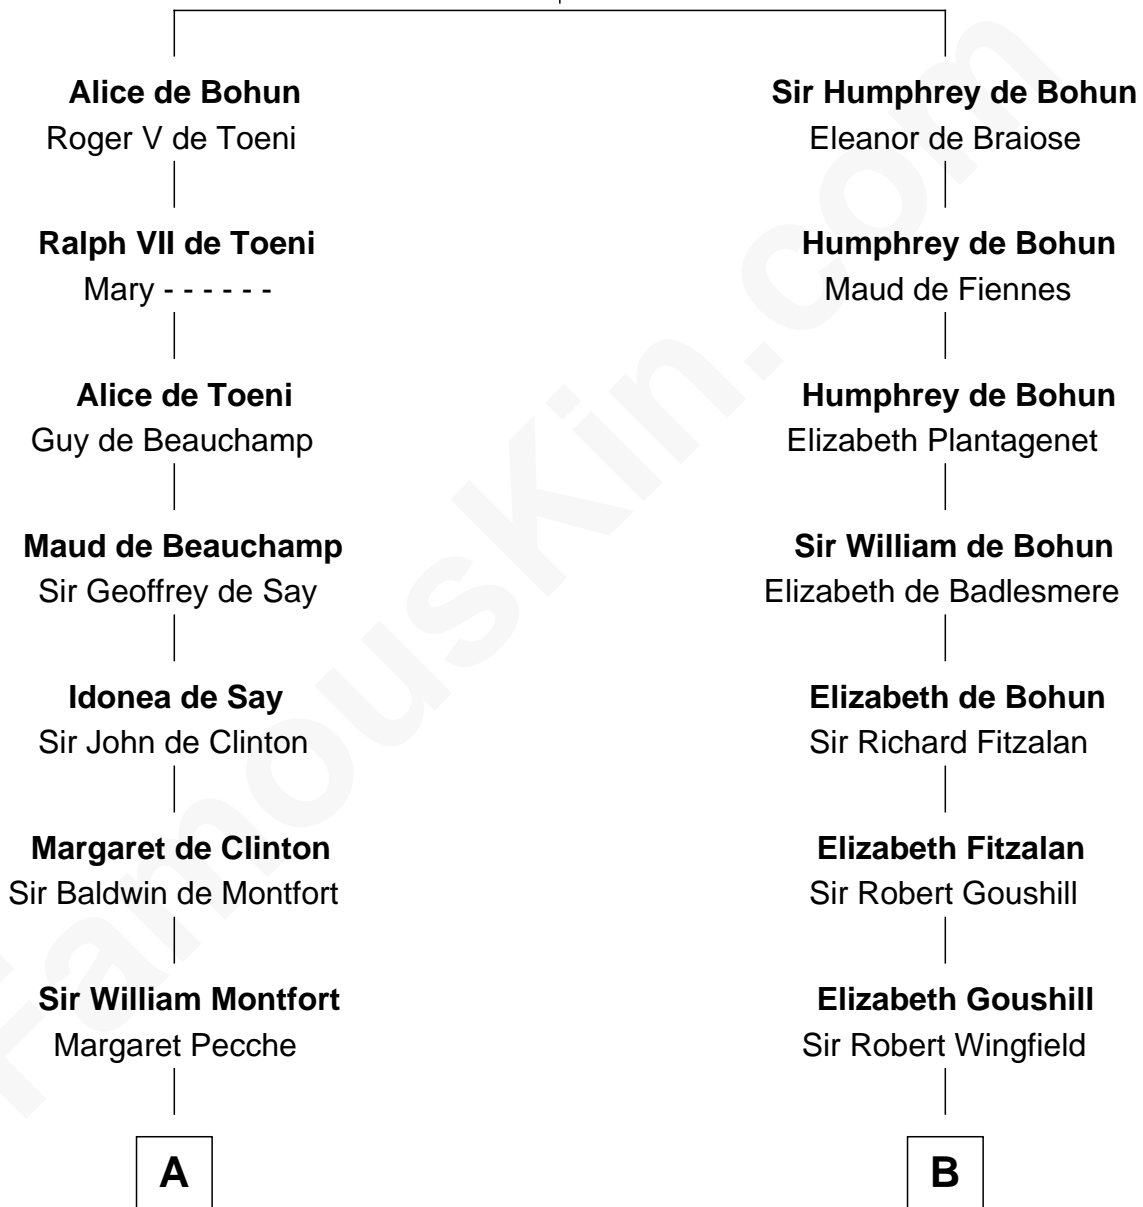 Alice de Bohun
Roger V de Toeni
Sir Humphrey de Bohun
Eleanor de Braiose
Ralph VII de Toeni
Mary - - - - - -
Humphrey de Bohun
Maud de Fiennes
Alice de Toeni
Guy de Beauchamp
Humphrey de Bohun
Elizabeth Plantagenet
Maud de Beauchamp
Sir Geoffrey de Say
Sir William de Bohun
Elizabeth de Badlesmere
Idonea de Say
Sir John de Clinton
Elizabeth de Bohun
Sir Richard Fitzalan
Margaret de Clinton
Sir Baldwin de Montfort
Elizabeth Fitzalan
Sir Robert Goushill
Sir William Montfort
Margaret Pecche
Elizabeth Goushill
Sir Robert Wingfield
A
B
FamousKin.com